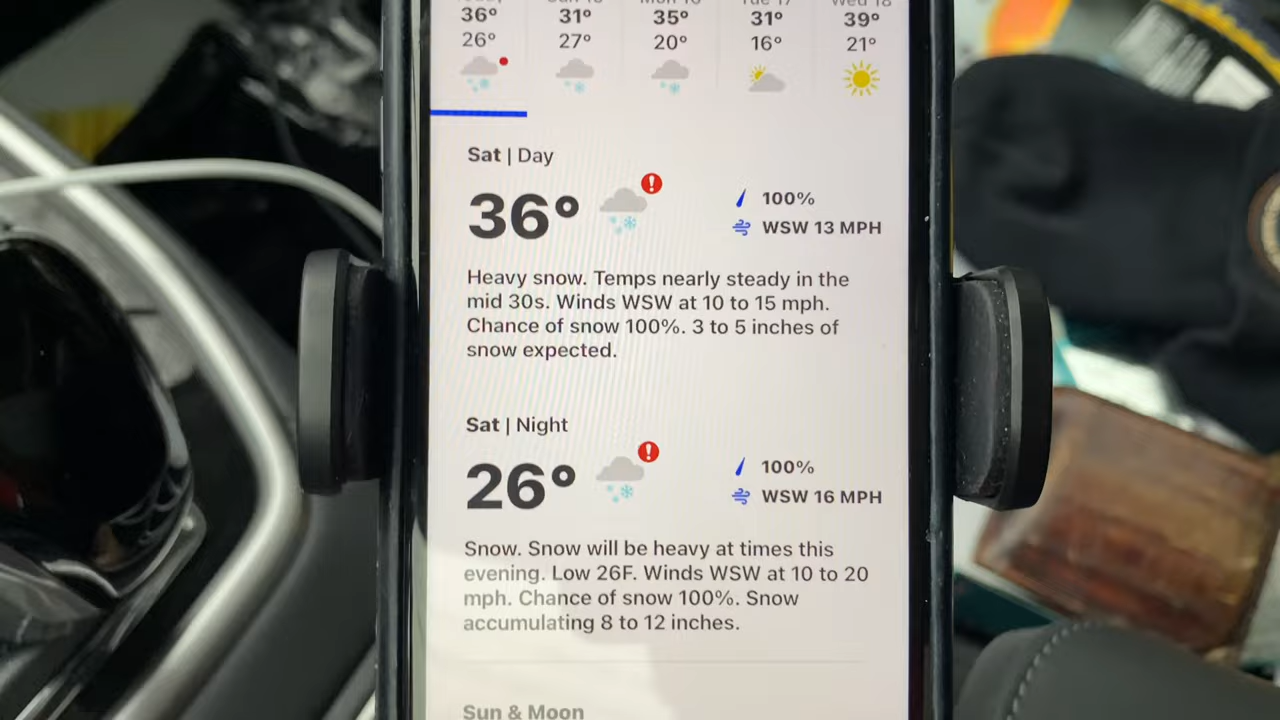 36° 31° 35° 31° 39°
26° 27° 20° 16° 21°
Sat | Day
36° 100%
WSW 13 MPH
Heavy snow. Temps nearly steady in the
mid 30s. Winds WSW at 10 to 15 mph.
Chance of snow 100%. 3 to 5 inches of
snow expected.
Sat | Night
26° 100%
WSW 16 MPH
Snow. Snow will be heavy at times this
evening. Low 26F. Winds WSW at 10 to 20
mph. Chance of snow 100%. Snow
accumulating 8 to 12 inches.
Sun & Moon